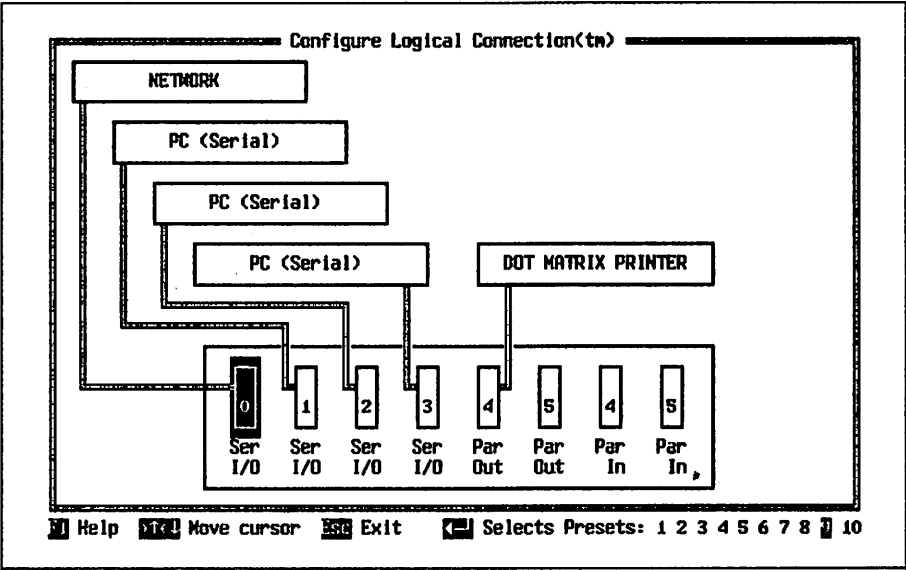 Configure Logical Connection(tm)
NETWORK
PC (Serial)
PC (Serial)
PC (Serial)
DOT MATRIX PRINTER
0 1 2 3 4 5 4 5
Ser Ser Ser Ser Par Par Par Par
I/O I/O I/O I/O Out Out In In
Help Move cursor ESC Exit Selects Presets: 1 2 3 4 5 6 7 8 10